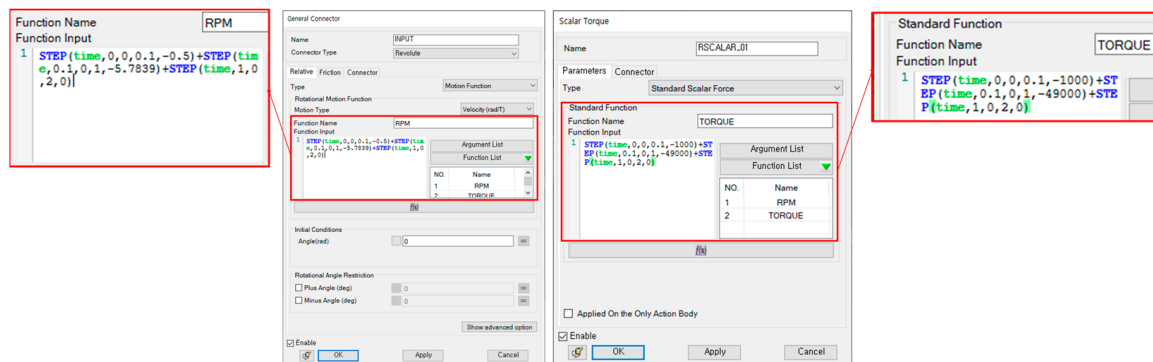 Function Name RPM
Function Input
1 STEP(time,0,0,0.1,-0.5)+STEP(tim
e,0.1,0,1,-5.7839)+STEP(time,1,0
,2,0)
General Connector
Name INPUT
Connector Type Revolute
Relative Friction Connector
Type Motion Function
Rotational Motion Function
Motion Type Velocity (rad/T)
Function Name RPM
Function Input
1 STEP(time,0,0,0.1,-0.5)+STEP(tim
e,0.1,0,1,-5.7839)+STEP(time,1,0
,2,0)
Argument List
Function List
NO. Name
1 RPM
2 TORQUE
f(x)
Initial Conditions
Angle(rad) 0
Rotational Angle Restriction
Plus Angle (deg) 0
Minus Angle (deg) 0
Show advanced option
Enable
OK Apply Cancel
Scalar Torque
Name RSCALAR_01
Parameters Connector
Type Standard Scalar Force
Standard Function
Function Name TORQUE
Function Input
1 STEP(time,0,0,0.1,-1000)+ST
EP(time,0.1,0,1,-49000)+STE
P(time,1,0,2,0)
Argument List
Function List
NO. Name
1 RPM
2 TORQUE
f(x)
Applied On the Only Action Body
Enable
OK Apply Cancel
Standard Function
Function Name TORQUE
Function Input
1 STEP(time,0,0,0.1,-1000)+ST
EP(time,0.1,0,1,-49000)+STE
P(time,1,0,2,0)